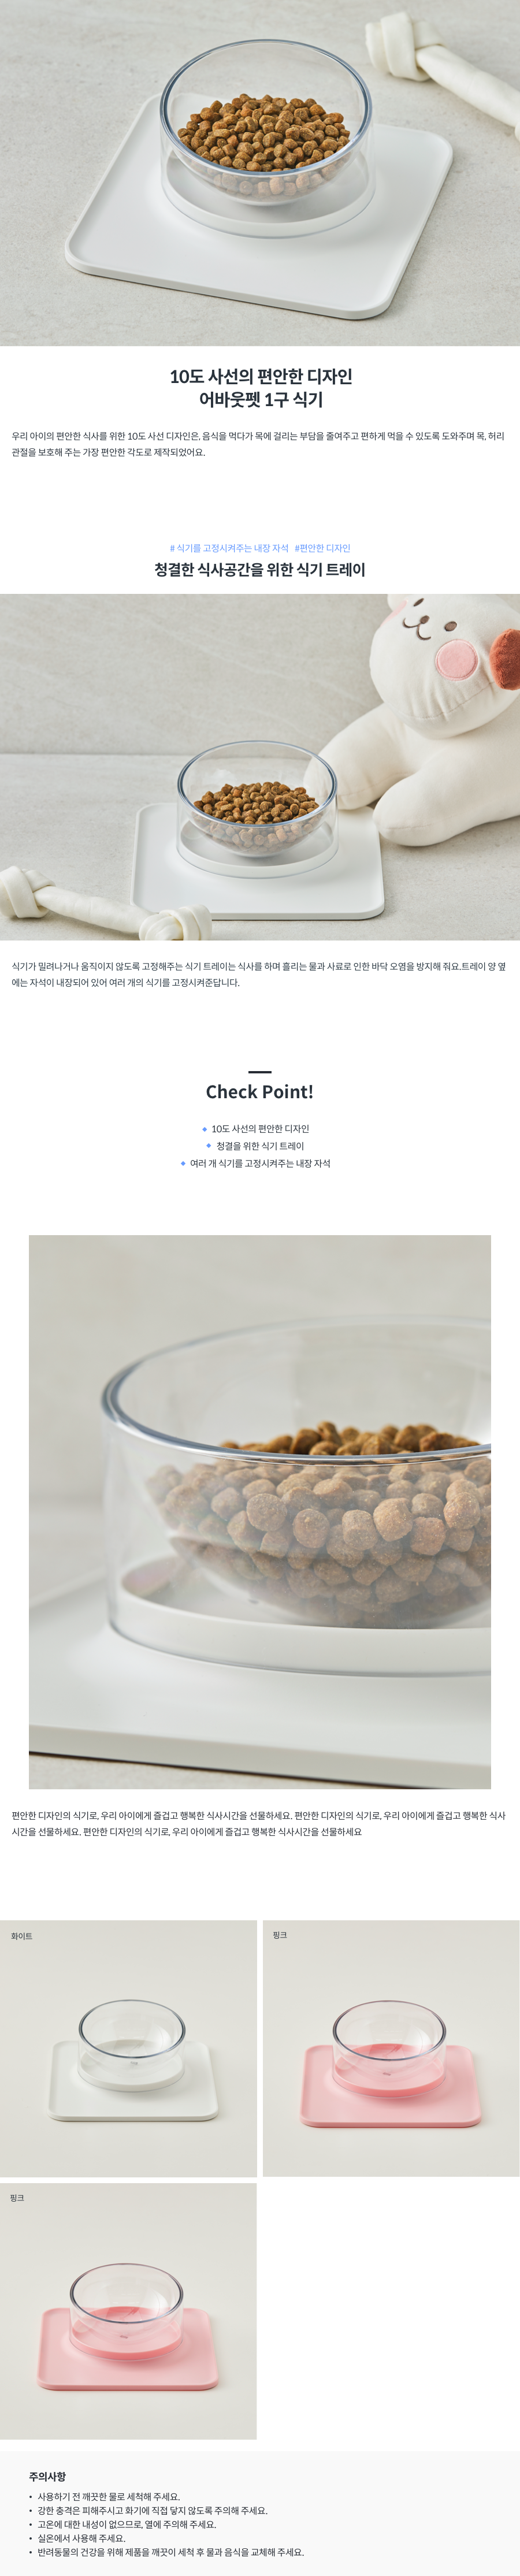 10도 사선의 편안한 디자인
어바웃펫 1구 식기
우리 아이의 편안한 식사를 위한 10도 사선 디자인은, 음식을 먹다가 목에 걸리는 부담을 줄여주고 편하게 먹을 수 있도록 도와주며 목, 허리
관절을 보호해 주는 가장 편안한 각도로 제작되었어요.
# 식기를 고정시켜주는 내장 자석 #편안한 디자인
청결한 식사공간을 위한 식기 트레이
식기가 밀려나거나 움직이지 않도록 고정해주는 식기 트레이는 식사를 하며 흘리는 물과 사료로 인한 바닥 오염을 방지해 줘요.트레이 양 옆
에는 자석이 내장되어 있어 여러 개의 식기를 고정시켜준답니다.
Check Point!
10도 사선의 편안한 디자인
청결을 위한 식기 트레이
여러 개 식기를 고정시켜주는 내장 자석
편안한 디자인의 식기로, 우리 아이에게 즐겁고 행복한 식사시간을 선물하세요. 편안한 디자인의 식기로, 우리 아이에게 즐겁고 행복한 식사
시간을 선물하세요. 편안한 디자인의 식기로, 우리 아이에게 즐겁고 행복한 식사시간을 선물하세요
화이트
핑크
핑크
주의사항
• 사용하기 전 깨끗한 물로 세척해 주세요.
• 강한 충격은 피해주시고 화기에 직접 닿지 않도록 주의해 주세요.
• 고온에 대한 내성이 없으므로, 열에 주의해 주세요.
• 실온에서 사용해 주세요.
• 반려동물의 건강을 위해 제품을 깨끗이 세척 후 물과 음식을 교체해 주세요.